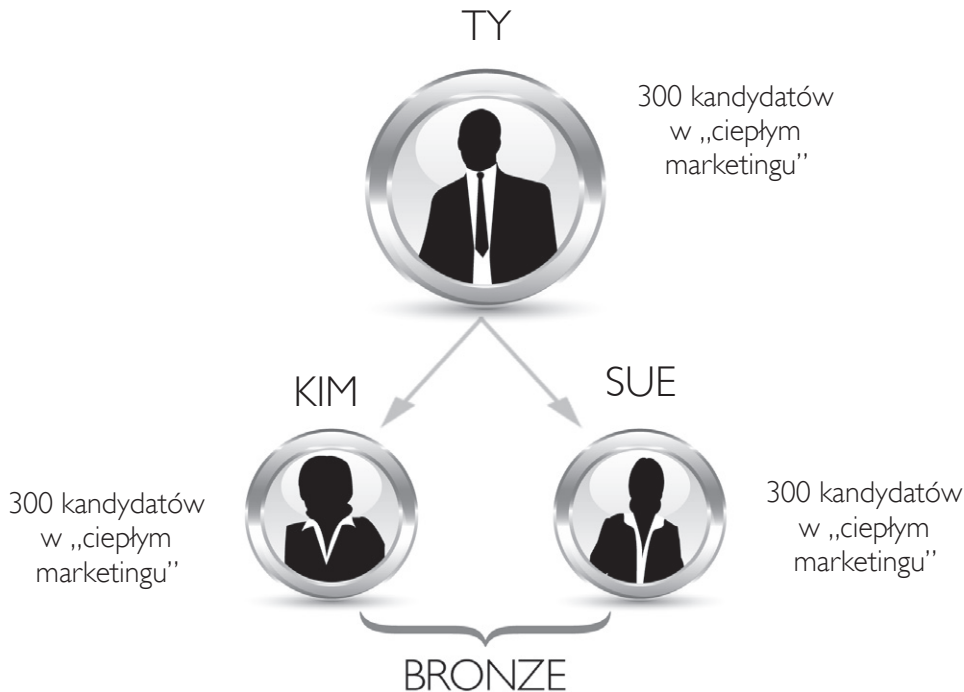 TY
300 kandydatów
w „ciepłym
marketingu”
KIM
SUE
300 kandydatów
w „ciepłym
marketingu”
300 kandydatów
w „ciepłym
marketingu”
BRONZE